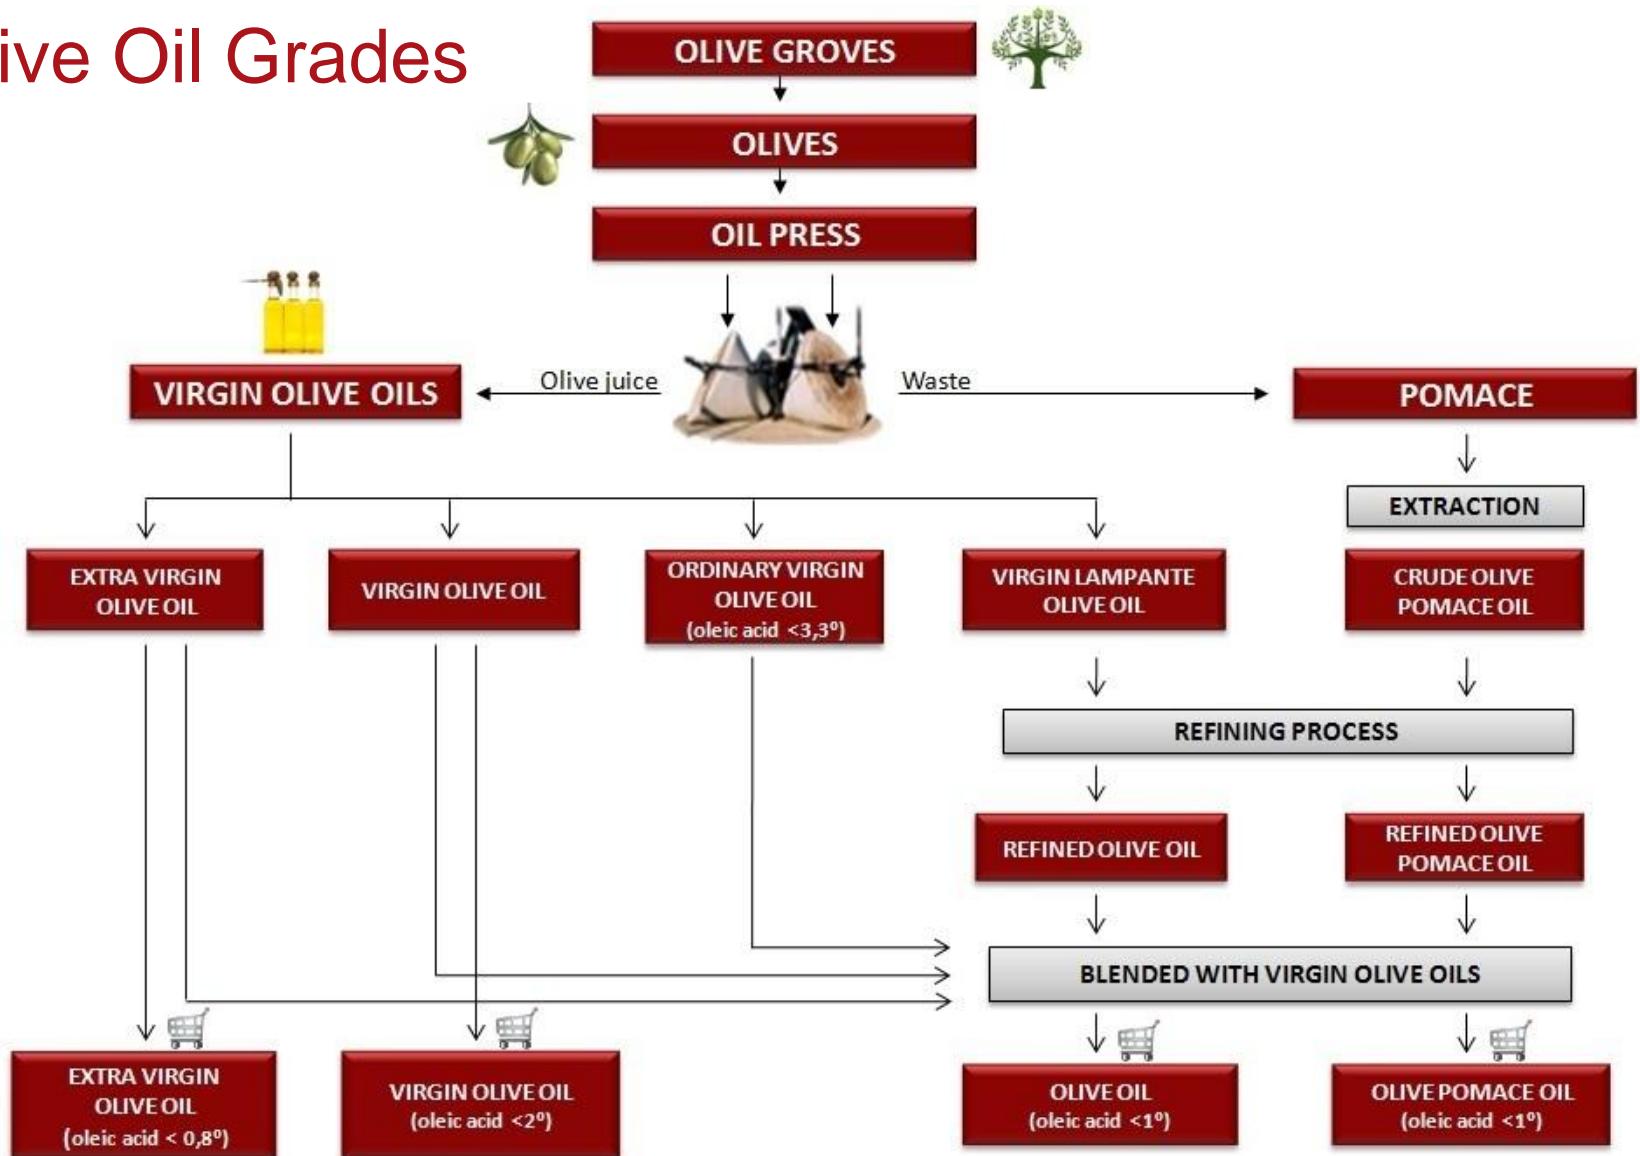 ive Oil Grades
OLIVE GROVES
OLIVES
OIL PRESS
Olive juice
Waste
VIRGIN OLIVE OILS
POMACE
EXTRACTION
EXTRA VIRGIN
OLIVE OIL
VIRGIN OLIVE OIL
ORDINARY VIRGIN
OLIVE OIL
(oleic acid <3,3º)
VIRGIN LAMPANTE
OLIVE OIL
CRUDE OLIVE
POMACE OIL
REFINING PROCESS
REFINED OLIVE OIL
REFINED OLIVE
POMACE OIL
BLENDED WITH VIRGIN OLIVE OILS
EXTRA VIRGIN
OLIVE OIL
(oleic acid < 0,8º)
VIRGIN OLIVE OIL
(oleic acid <2º)
OLIVE OIL
(oleic acid <1º)
OLIVE POMACE OIL
(oleic acid <1º)